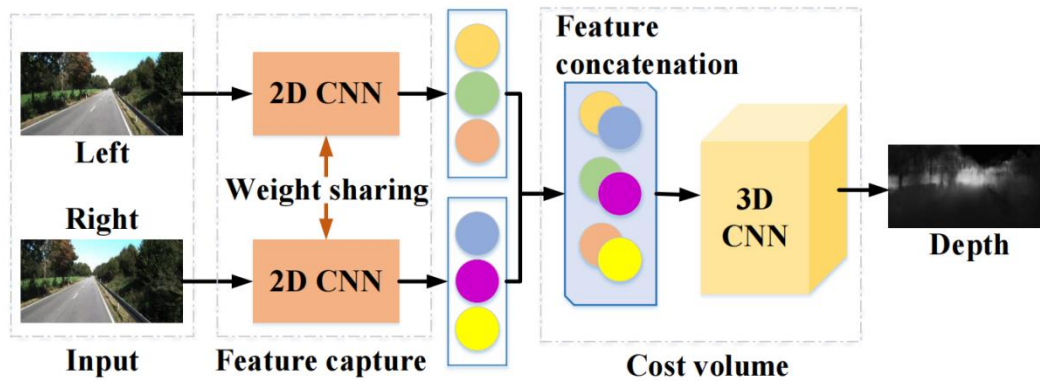 Left
Right
Input
2D CNN
Weight sharing
2D CNN
Feature capture
Feature
concatenation
3D
CNN
Cost volume
Depth